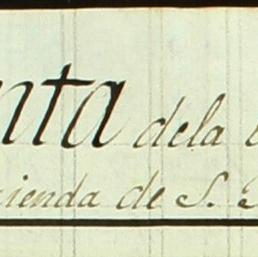 nta dela
ienda de S.